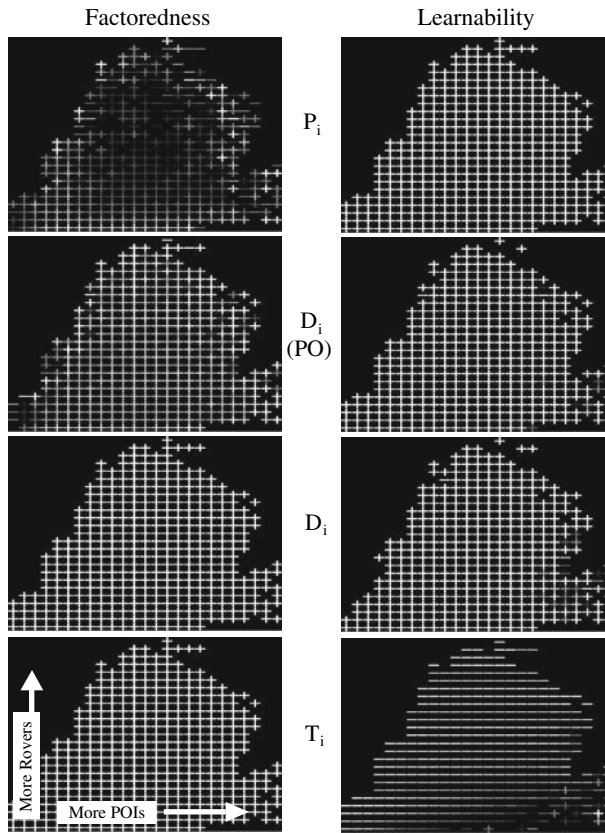 Factoredness
Learnability
P_i
D_i
(PO)
D_i
T_i
More Rovers
More POIs